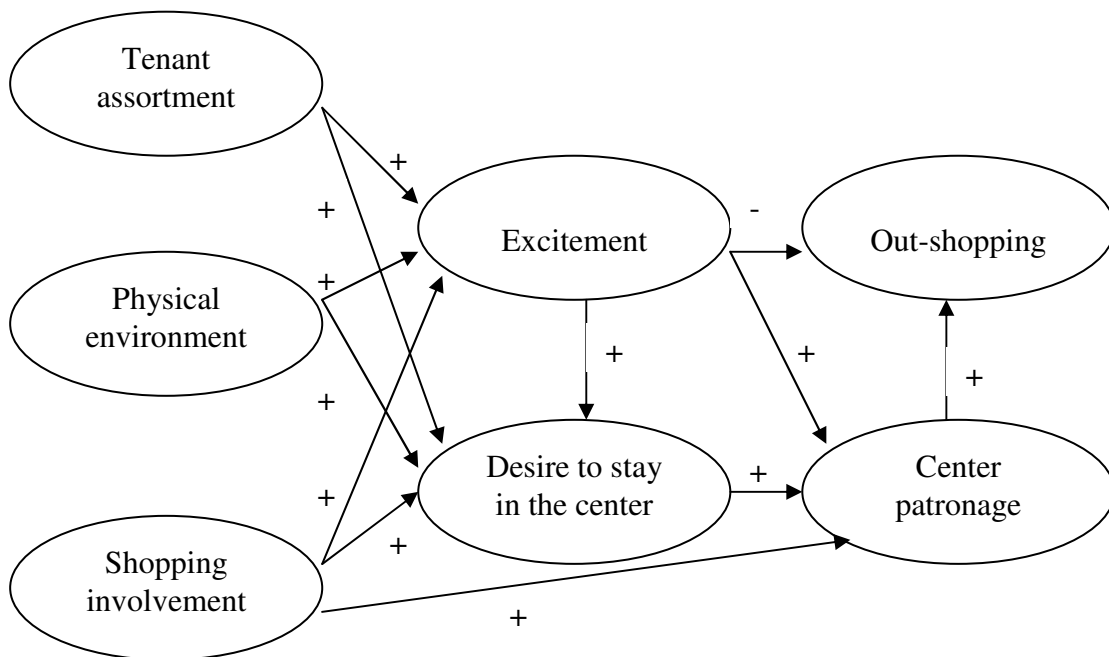 Tenant
assortment
+
+
Excitement
-
Out-shopping
Physical
environment
+
+
+
+
+
Desire to stay
in the center
+
Center
patronage
+
+
Shopping
involvement
+